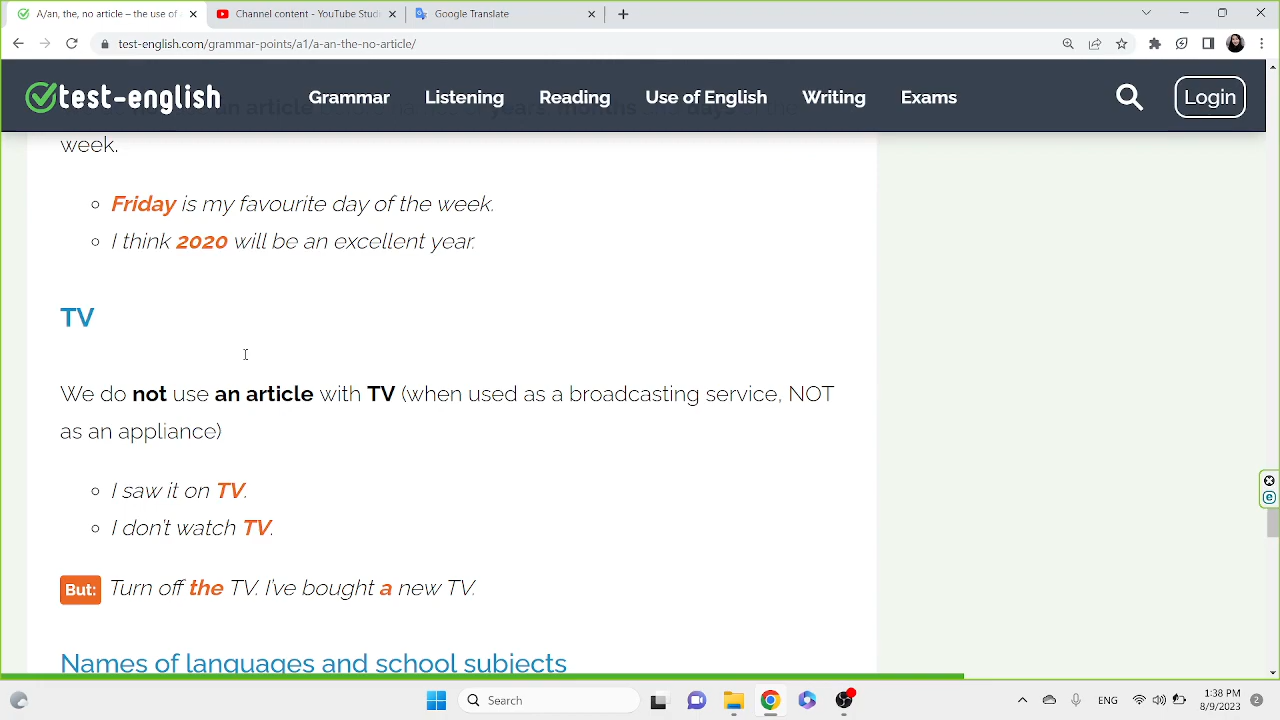 A/an, the, no article – the use of
Channel content - YouTube Studi
Google Translate
test-english.com/grammar-points/a1/a-an-the-no-article/
test-english
Grammar
Listening
Reading
Use of English
Writing
Exams
Login
week.
Friday is my favourite day of the week.
I think 2020 will be an excellent year.
TV
We do not use an article with TV (when used as a broadcasting service, NOT
as an appliance)
I saw it on TV.
I don't watch TV.
But: Turn off the TV. I've bought a new TV.
Names of languages and school subjects
Search
ENG
1:38 PM
8/9/2023
2